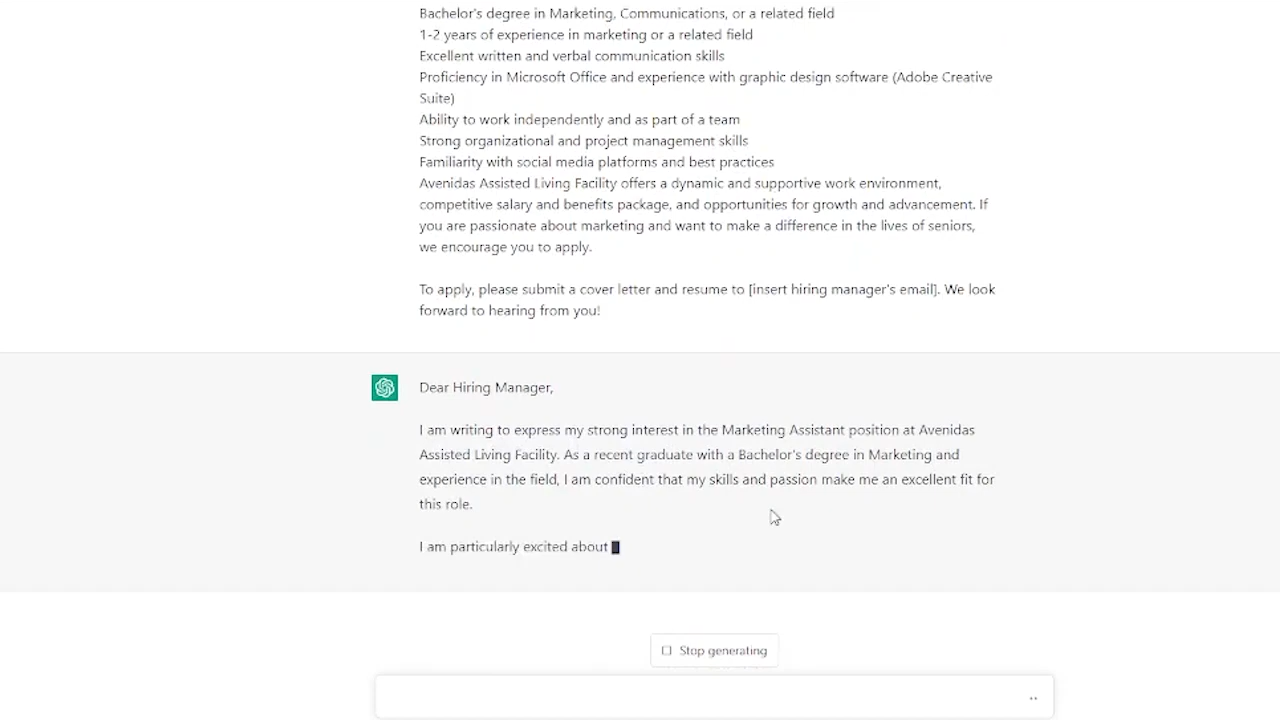 Bachelor's degree in Marketing, Communications, or a related field
1-2 years of experience in marketing or a related field
Excellent written and verbal communication skills
Proficiency in Microsoft Office and experience with graphic design software (Adobe Creative
Suite)
Ability to work independently and as part of a team
Strong organizational and project management skills
Familiarity with social media platforms and best practices
Avenidas Assisted Living Facility offers a dynamic and supportive work environment,
competitive salary and benefits package, and opportunities for growth and advancement. If
you are passionate about marketing and want to make a difference in the lives of seniors,
we encourage you to apply.
To apply, please submit a cover letter and resume to [insert hiring manager's email]. We look
forward to hearing from you!
Dear Hiring Manager,
I am writing to express my strong interest in the Marketing Assistant position at Avenidas
Assisted Living Facility. As a recent graduate with a Bachelor's degree in Marketing and
experience in the field, I am confident that my skills and passion make me an excellent fit for
this role.
I am particularly excited about
Stop generating